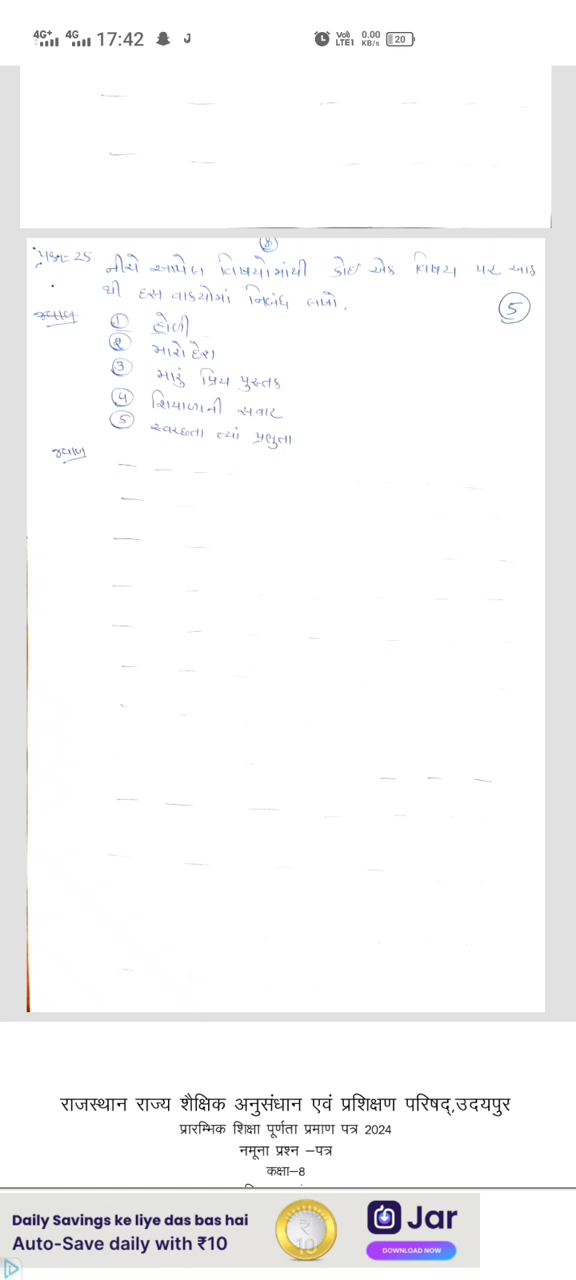 4G+ 4G 17:42 J Vo) LTE1 0.00 KB/s 20
8
પ્રશ્ન-25 નીચે આપેલ વિષયોમાંથી કોઈ એક વિષય પર આઠ
થી દસ વાક્યોમાં નિબંધ લખો. 5
જવાબ 1 હોળી
2 મારો દેશ
3 મારું પ્રિય પુસ્તક
4 શિયાળાની સવાર
5 સ્વચ્છતા ત્યાં પ્રભુતા
જવાબ
राजस्थान राज्य शैक्षिक अनुसंधान एवं प्रशिक्षण परिषद्,उदयपुर
प्रारम्भिक शिक्षा पूर्णता प्रमाण पत्र 2024
नमूना प्रश्न –पत्र
कक्षा–8
Daily Savings ke liye das bas hai
Auto-Save daily with ₹10
₹
10
Jar
DOWNLOAD NOW